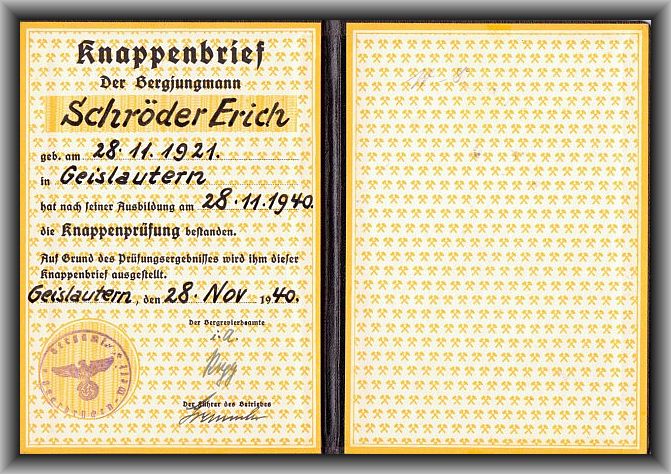 Knappenbrief
Der Bergjungmann
Schröder Erich
geb. am 28.11.1921.
in Geislautern
hat nach seiner Ausbildung am 28.11.1940.
die Knappenprüfung bestanden.
Auf Grund des Prüfungsergebnisses wird ihm dieser
Knappenbrief ausgestellt.
Geislautern, den 28. Nov 1940.
Der Bergrevierbeamte
i.A.
Der Führer des Betriebes